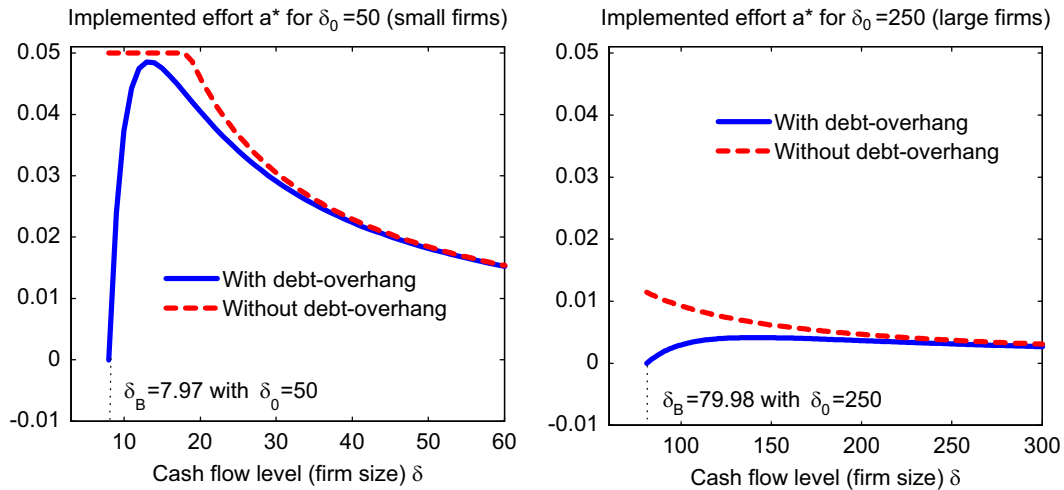 Implemented effort a* for δ₀=50 (small firms)
0.05
0.04
0.03
0.02
0.01
0
-0.01
With debt-overhang
Without debt-overhang
δ_B=7.97 with δ₀=50
10 20 30 40 50 60
Cash flow level (firm size) δ
Implemented effort a* for δ₀=250 (large firms)
0.05
0.04
0.03
0.02
0.01
0
-0.01
With debt-overhang
Without debt-overhang
δ_B=79.98 with δ₀=250
100 150 200 250 300
Cash flow level (firm size) δ